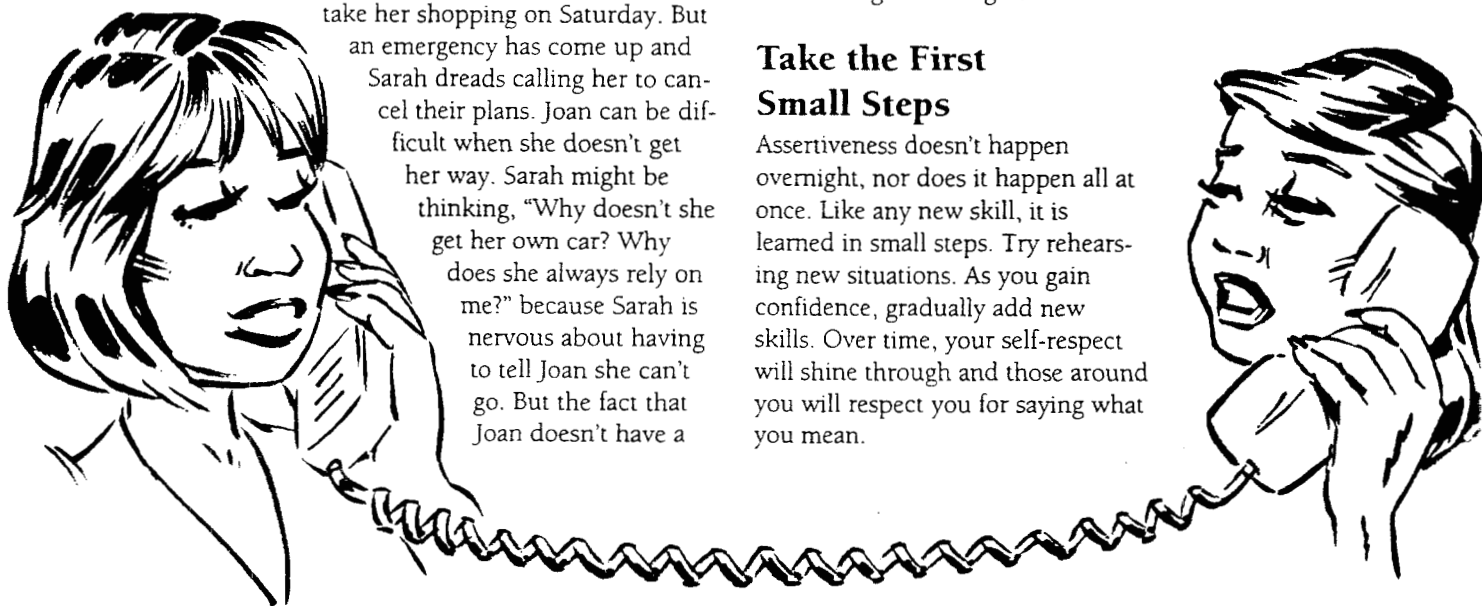 take her shopping on Saturday. But
an emergency has come up and
Sarah dreads calling her to can-
cel their plans. Joan can be dif-
ficult when she doesn't get
her way. Sarah might be
thinking, “Why doesn't she
get her own car? Why
does she always rely on
me?” because Sarah is
nervous about having
to tell Joan she can't
go. But the fact that
Joan doesn't have a
Take the First
Small Steps
Assertiveness doesn't happen
overnight, nor does it happen all at
once. Like any new skill, it is
learned in small steps. Try rehears-
ing new situations. As you gain
confidence, gradually add new
skills. Over time, your self-respect
will shine through and those around
you will respect you for saying what
you mean.